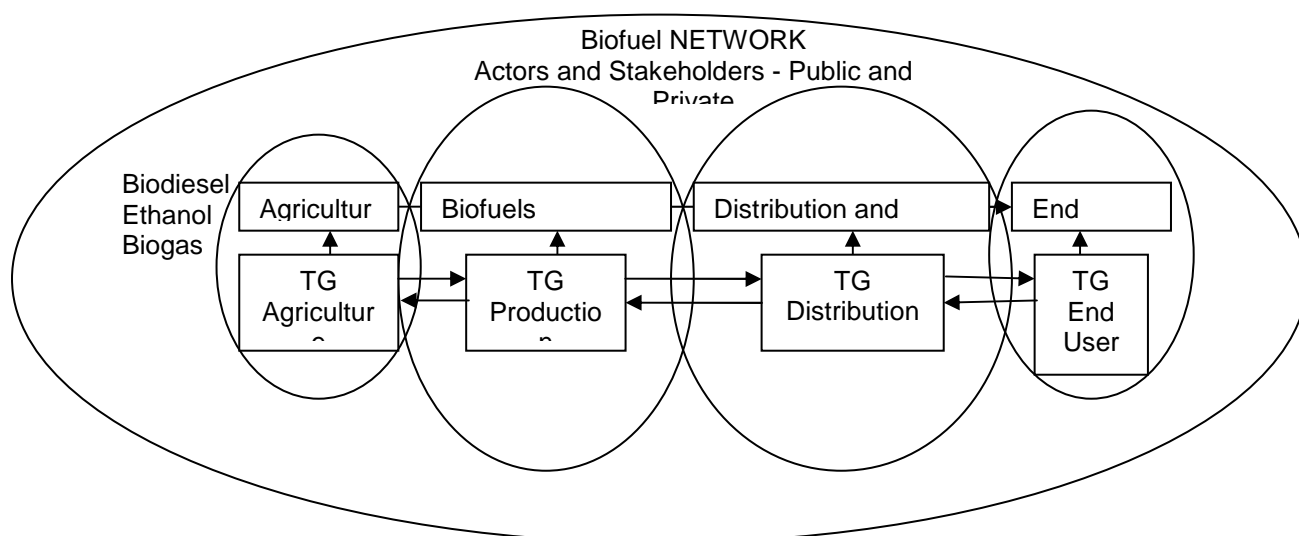 Biofuel NETWORK
Actors and Stakeholders - Public and
Private
Biodiesel
Ethanol
Biogas
Agricultur
Biofuels
Distribution and
End
TG
Agricultur
e
TG
Productio
n
TG
Distribution
TG
End
User